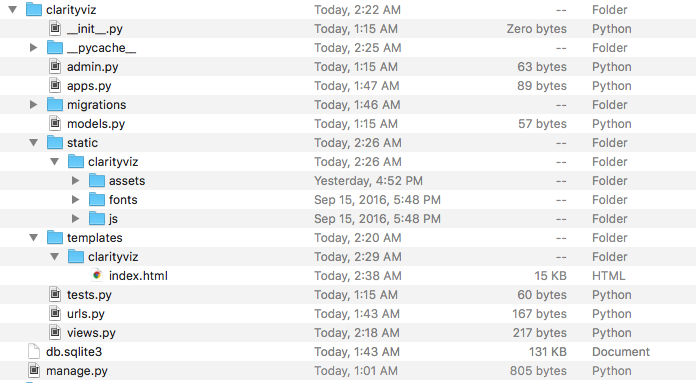 clarityviz Today, 2:22 AM -- Folder
__init__.py Today, 1:15 AM Zero bytes Python
__pycache__ Today, 2:25 AM -- Folder
admin.py Today, 1:15 AM 63 bytes Python
apps.py Today, 1:47 AM 89 bytes Python
migrations Today, 1:46 AM -- Folder
models.py Today, 1:15 AM 57 bytes Python
static Today, 2:26 AM -- Folder
clarityviz Today, 2:26 AM -- Folder
assets Yesterday, 4:52 PM -- Folder
fonts Sep 15, 2016, 5:48 PM -- Folder
js Sep 15, 2016, 5:48 PM -- Folder
templates Today, 2:20 AM -- Folder
clarityviz Today, 2:29 AM -- Folder
index.html Today, 2:38 AM 15 KB HTML
tests.py Today, 1:15 AM 60 bytes Python
urls.py Today, 1:43 AM 167 bytes Python
views.py Today, 2:18 AM 217 bytes Python
db.sqlite3 Today, 1:43 AM 131 KB Document
manage.py Today, 1:01 AM 805 bytes Python